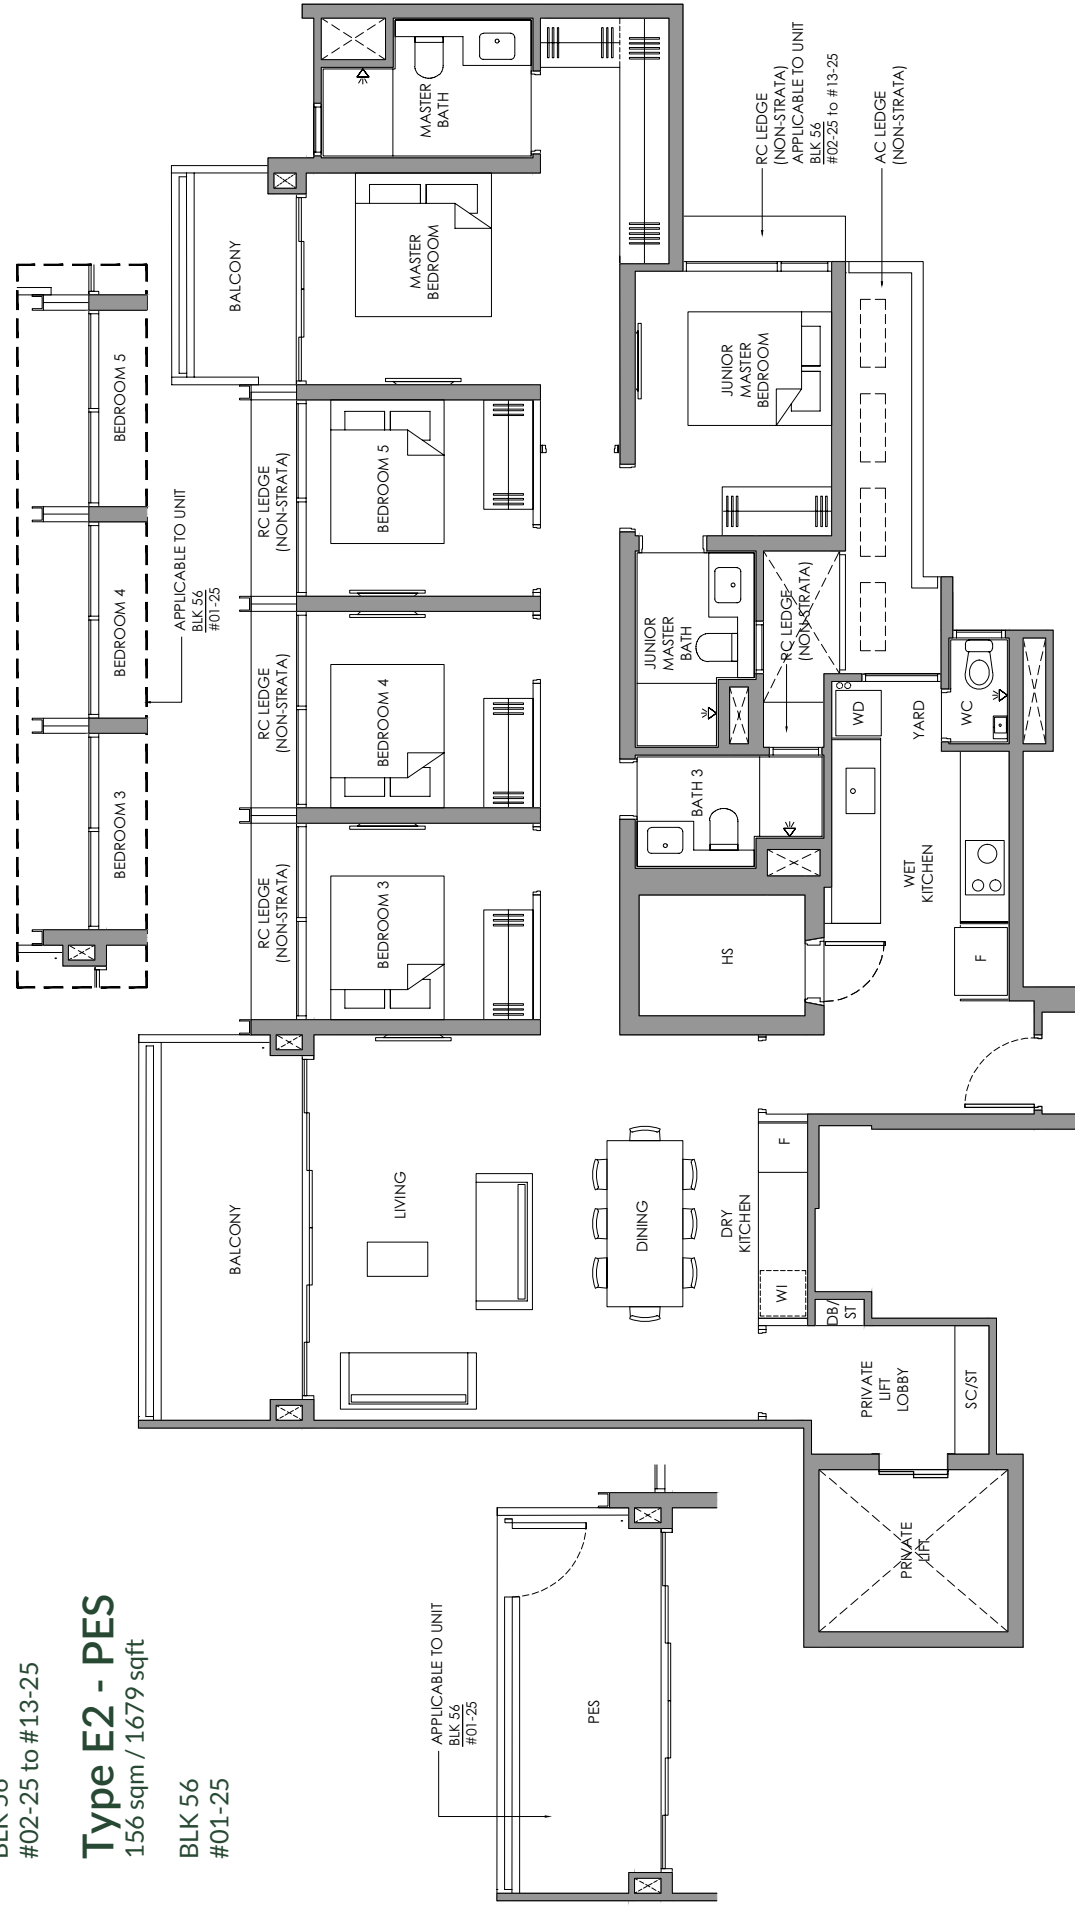 BLK 56
#02-25 to #13-25
Type E2 - PES
156 sqm / 1679 sqft
BLK 56
#01-25
BEDROOM 3
BEDROOM 4
BEDROOM 5
APPLICABLE TO UNIT
BLK 56
#01-25
BALCONY
BALCONY
RC LEDGE
(NON-STRATA)
RC LEDGE
(NON-STRATA)
RC LEDGE
(NON-STRATA)
LIVING
BEDROOM 3
BEDROOM 4
BEDROOM 5
MASTER
BEDROOM
MASTER
BATH
APPLICABLE TO UNIT
BLK 56
#01-25
PES
DINING
DRY
KITCHEN
WI
F
DB/
ST
HS
BATH 3
JUNIOR
MASTER
BATH
JUNIOR
MASTER
BEDROOM
RC LEDGE
(NON-STRATA)
RC LEDGE
(NON-STRATA)
APPLICABLE TO UNIT
BLK 56
#02-25 to #13-25
AC LEDGE
(NON-STRATA)
PRIVATE
LIFT
PRIVATE
LIFT
LOBBY
SC/ST
WET
KITCHEN
F
WD
YARD
WC